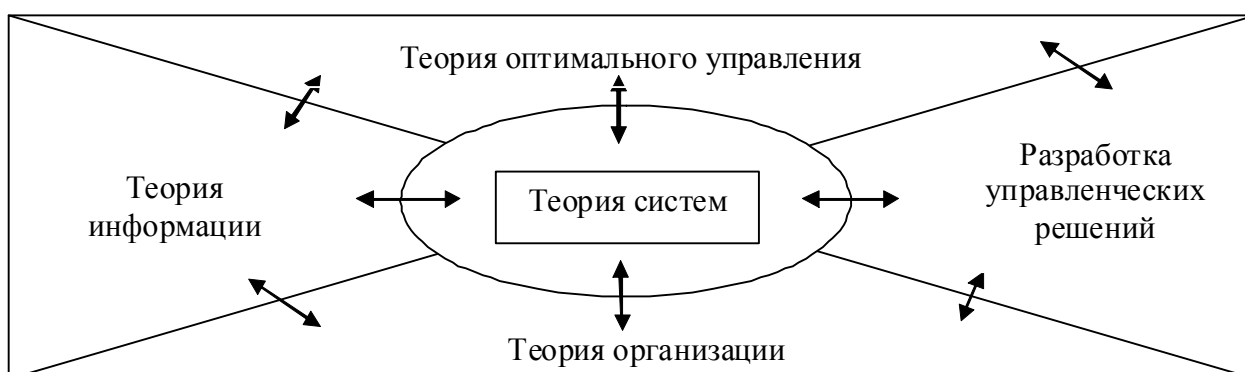 Теория оптимального управления
Теория
информации
Теория систем
Разработка
управленческих
решений
Теория организации